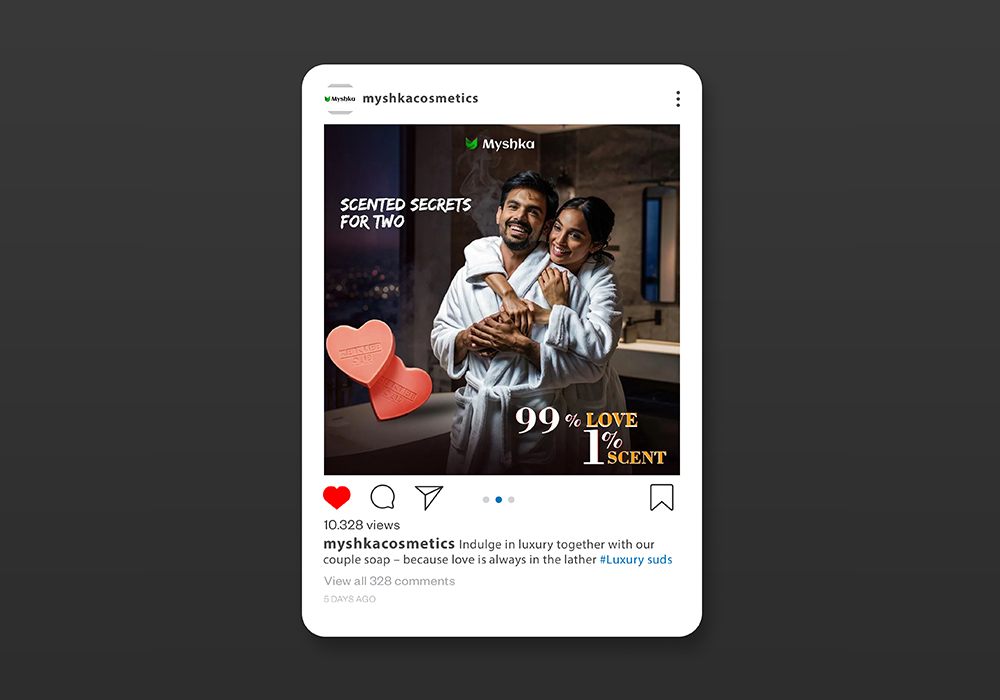 Myshka
myshkacosmetics
Myshka
SCENTED SECRETS
FOR TWO
99% LOVE
1%
SCENT
10.328 views
myshkacosmetics Indulge in luxury together with our
couple soap – because love is always in the lather #Luxury suds
View all 328 comments
5 DAYS AGO